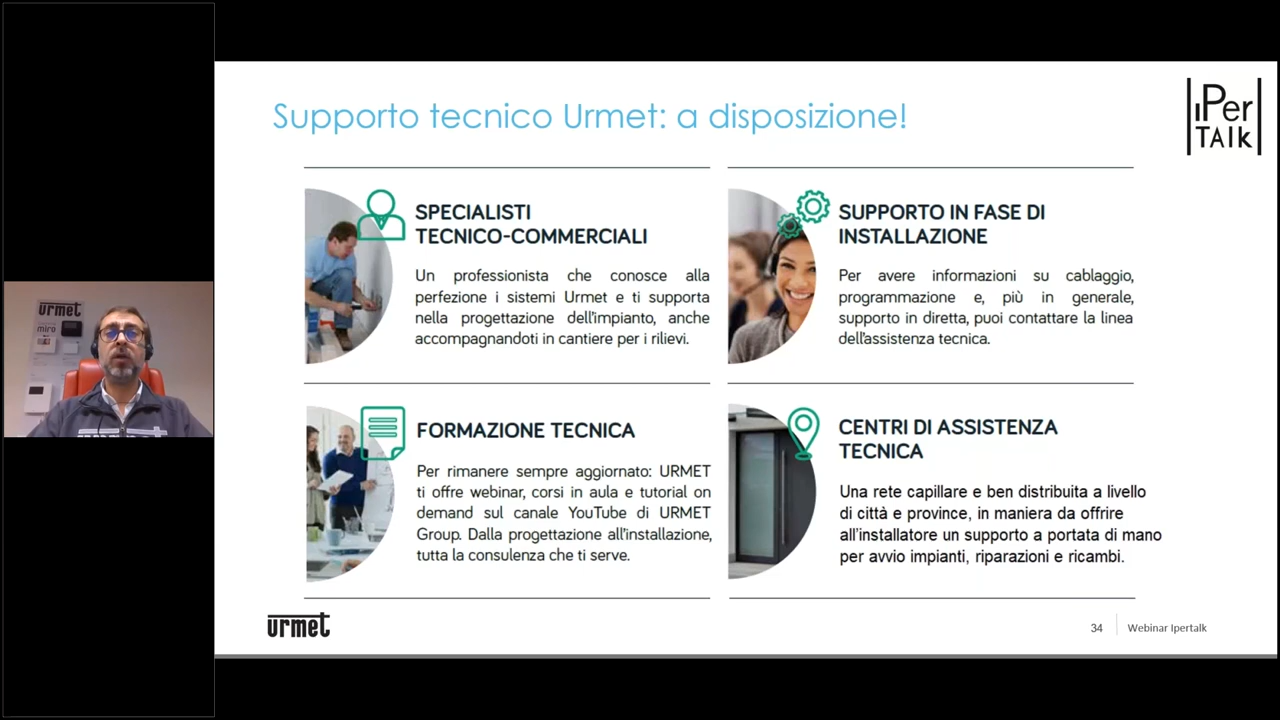 Supporto tecnico Urmet: a disposizione!
iPer
TAlk
SPECIALISTI
TECNICO-COMMERCIALI
Un professionista che conosce alla
perfezione i sistemi Urmet e ti supporta
nella progettazione dell'impianto, anche
accompagnandoti in cantiere per i rilievi.
SUPPORTO IN FASE DI
INSTALLAZIONE
Per avere informazioni su cablaggio,
programmazione e, più in generale,
supporto in diretta, puoi contattare la linea
dell'assistenza tecnica.
FORMAZIONE TECNICA
Per rimanere sempre aggiornato: URMET
ti offre webinar, corsi in aula e tutorial on
demand sul canale YouTube di URMET
Group. Dalla progettazione all'installazione,
tutta la consulenza che ti serve.
CENTRI DI ASSISTENZA
TECNICA
Una rete capillare e ben distribuita a livello
di città e province, in maniera da offrire
all'installatore un supporto a portata di mano
per avvio impianti, riparazioni e ricambi.
urmet
miro
urmet
34
Webinar Ipertalk